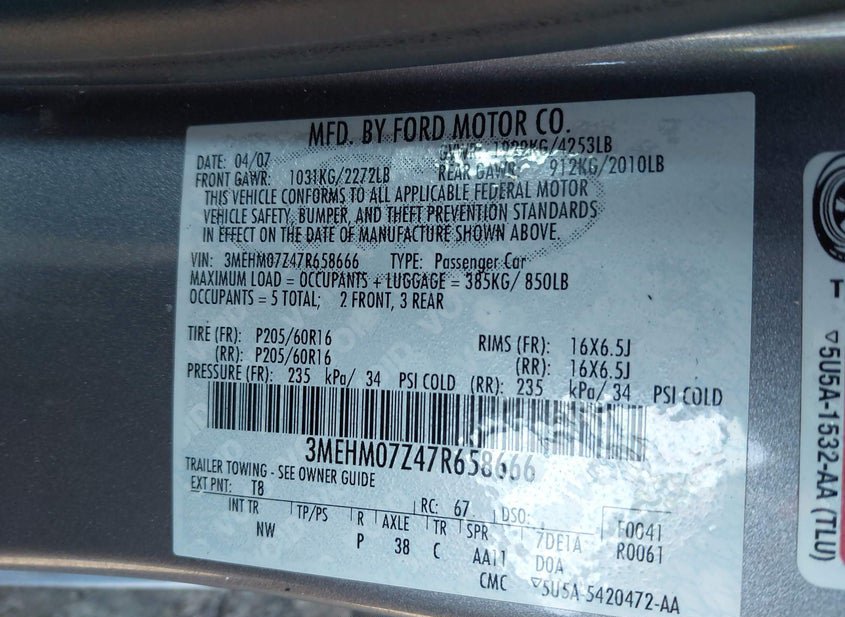 MFD. BY FORD MOTOR CO.
DATE: 04/07 GVWR: 1929KG/4253LB
FRONT GAWR: 1031KG/2272LB REAR GAWR: 912KG/2010LB
THIS VEHICLE CONFORMS TO ALL APPLICABLE FEDERAL MOTOR
VEHICLE SAFETY, BUMPER, AND THEFT PREVENTION STANDARDS
IN EFFECT ON THE DATE OF MANUFACTURE SHOWN ABOVE.
VIN: 3MEHM07Z47R658666 TYPE: Passenger Car
MAXIMUM LOAD = OCCUPANTS + LUGGAGE = 385KG/ 850LB
OCCUPANTS = 5 TOTAL; 2 FRONT, 3 REAR
TIRE (FR): P205/60R16 RIMS (FR): 16X6.5J
(RR): P205/60R16 (RR): 16X6.5J
PRESSURE (FR): 235 kPa/ 34 PSI COLD (RR): 235 kPa/ 34 PSI COLD
3MEHM07Z47R658666
TRAILER TOWING - SEE OWNER GUIDE
EXT PNT: T8 RC: 67 DSO: F0041
INT TR TP/PS R AXLE TR SPR 7DE1A R0061
NW P 38 C AA11 DOA
CMC ▽5U5A-5420472-AA
T
▽5U5A-1532-AA (TLU)